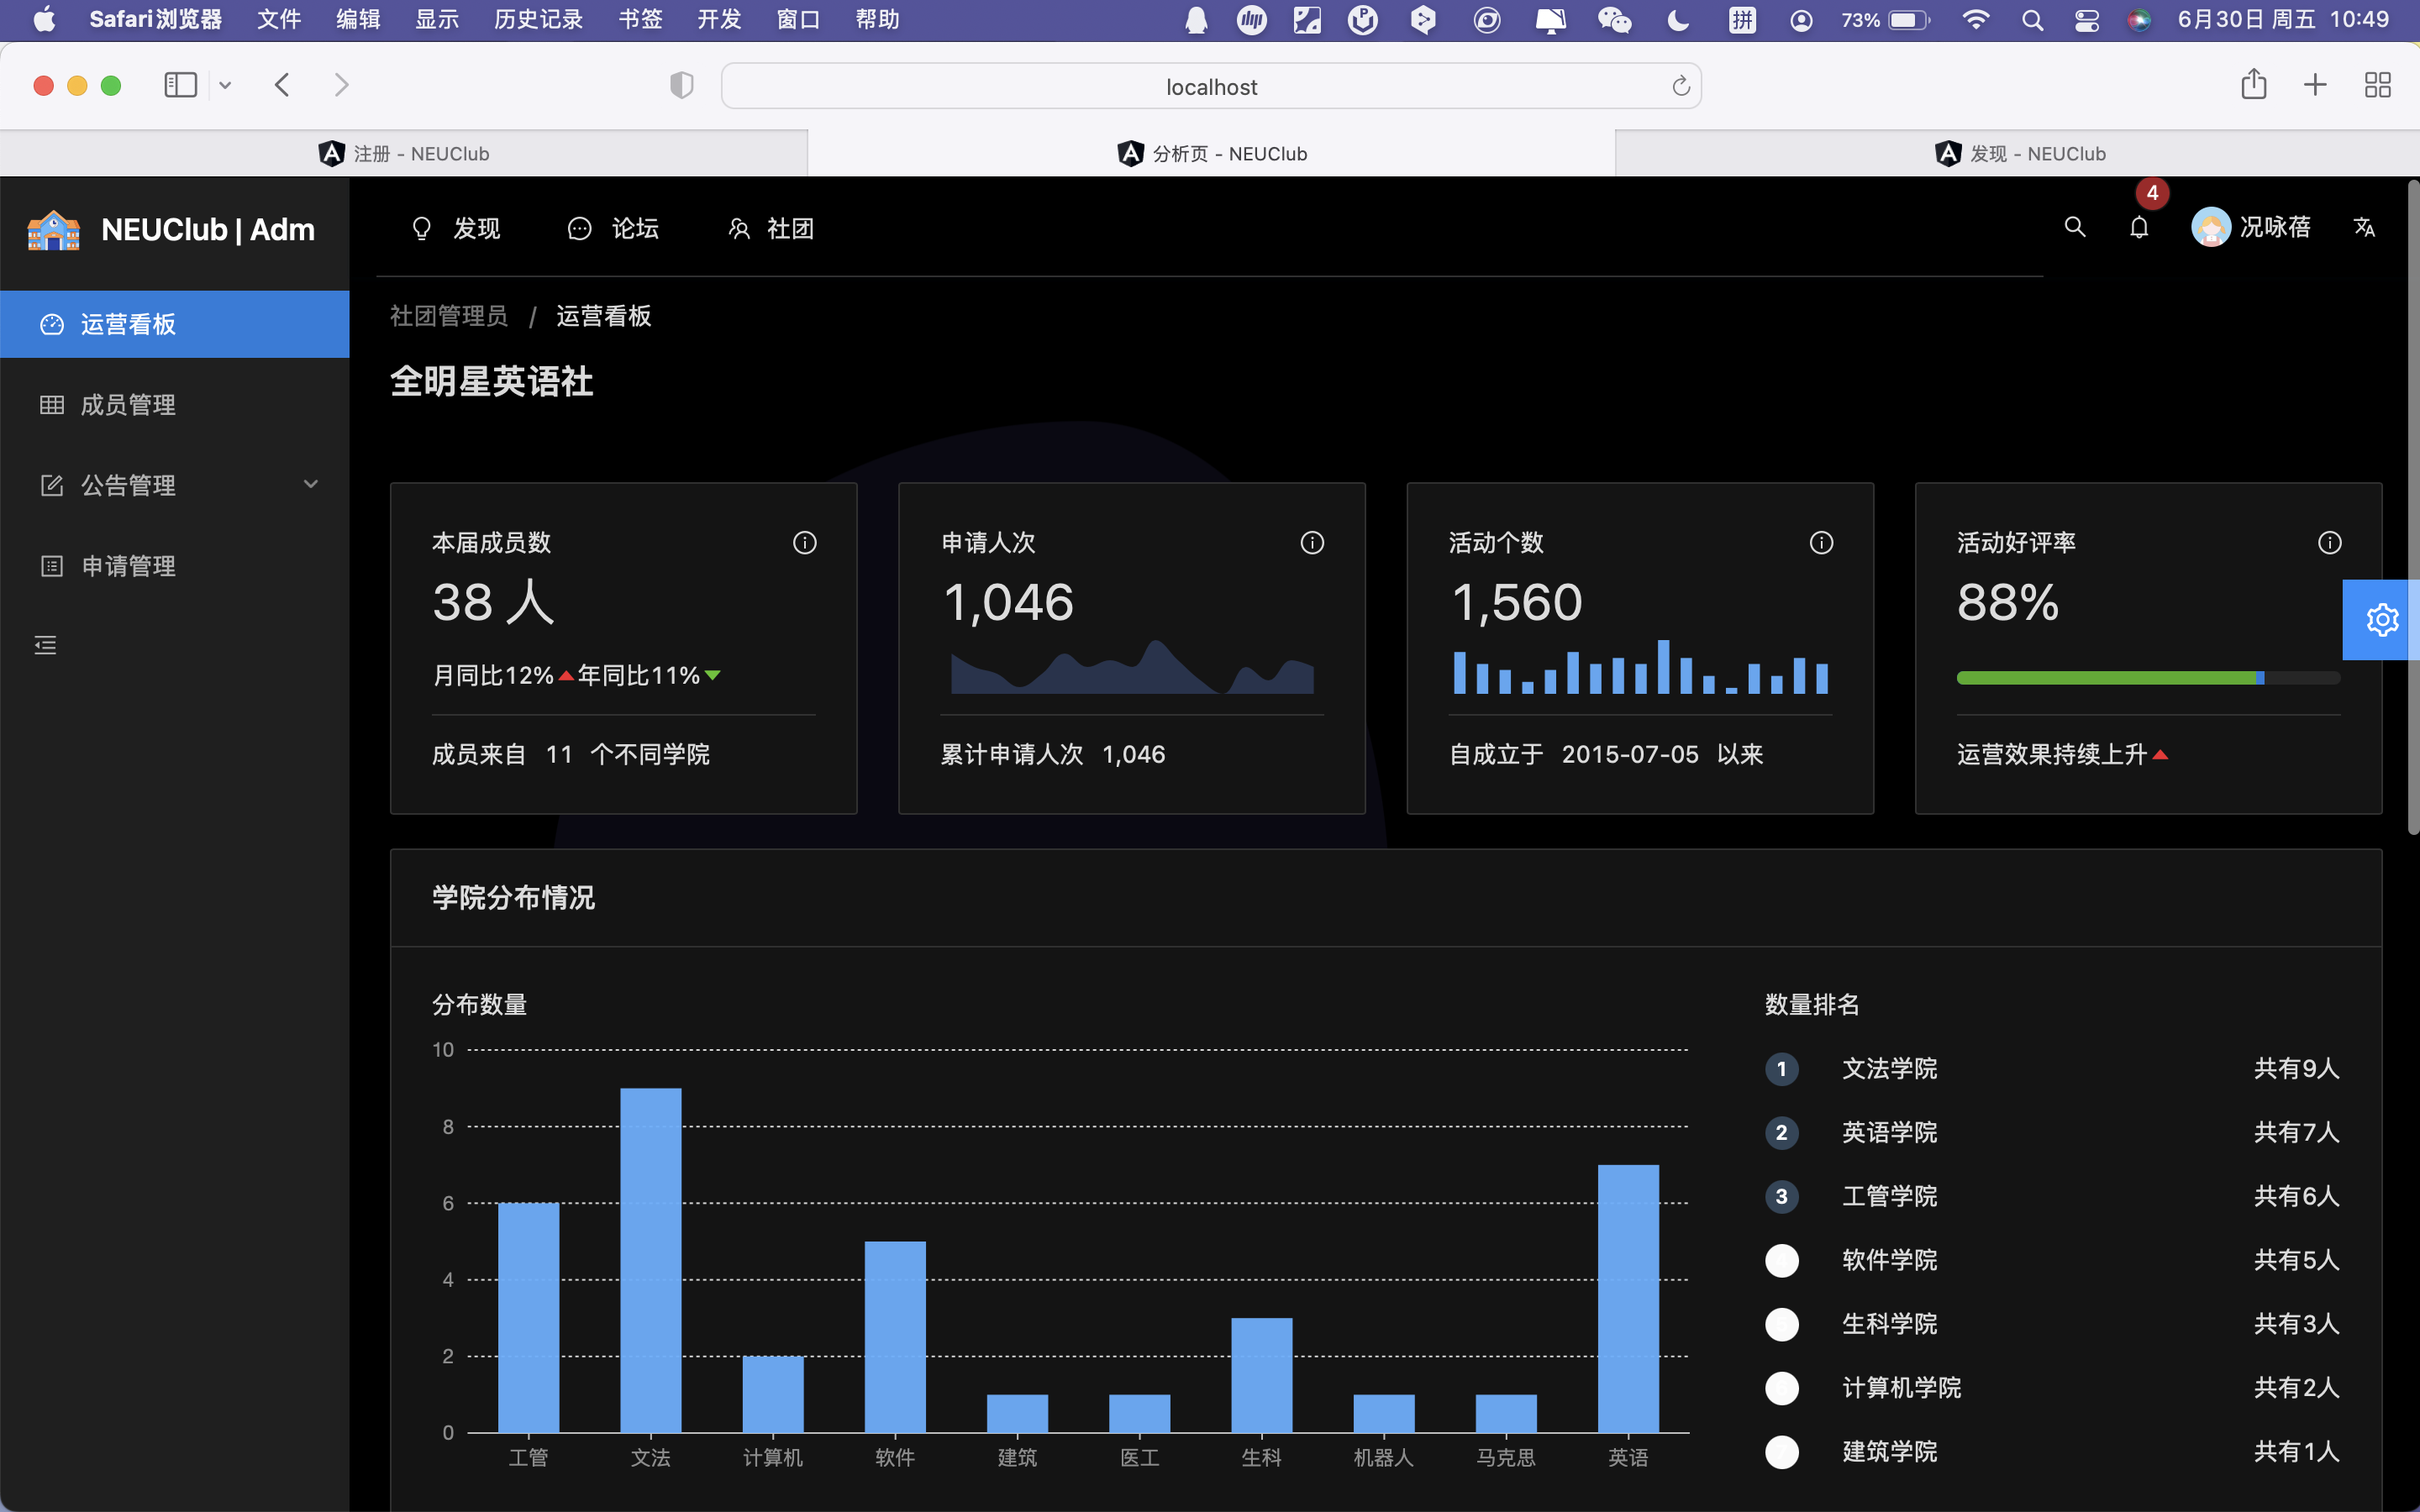 Safari浏览器 文件 编辑 显示 历史记录 书签 开发 窗口 帮助 拼 73% 6月30日 周五 10:49
localhost
注册 - NEUClub
分析页 - NEUClub
发现 - NEUClub
NEUClub | Adm
发现 论坛 社团
4
况咏蓓
运营看板
成员管理
公告管理
申请管理
社团管理员 / 运营看板
全明星英语社
本届成员数
38 人
月同比12% 年同比11%
成员来自 11 个不同学院
申请人次
1,046
累计申请人次 1,046
活动个数
1,560
自成立于 2015-07-05 以来
活动好评率
88%
运营效果持续上升
学院分布情况
分布数量
10
8
6
4
2
0
工管 文法 计算机 软件 建筑 医工 生科 机器人 马克思 英语
数量排名
1 文法学院 共有9人
2 英语学院 共有7人
3 工管学院 共有6人
软件学院 共有5人
生科学院 共有3人
计算机学院 共有2人
建筑学院 共有1人